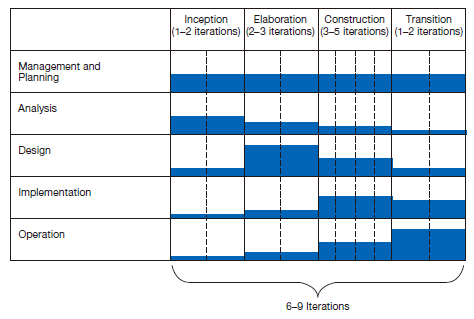 Inception Elaboration Construction Transition
(1–2 iterations) (2–3 iterations) (3–5 iterations) (1–2 iterations)
Management and
Planning
Analysis
Design
Implementation
Operation
6–9 Iterations